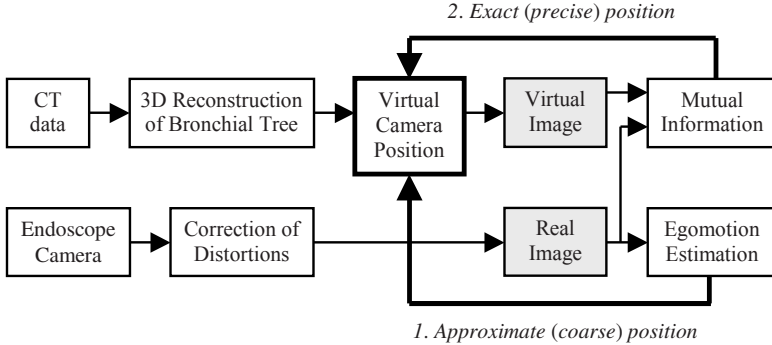 2. Exact (precise) position
CT
data
3D Reconstruction
of Bronchial Tree
Virtual
Camera
Position
Virtual
Image
Mutual
Information
Endoscope
Camera
Correction of
Distortions
Real
Image
Egomotion
Estimation
1. Approximate (coarse) position